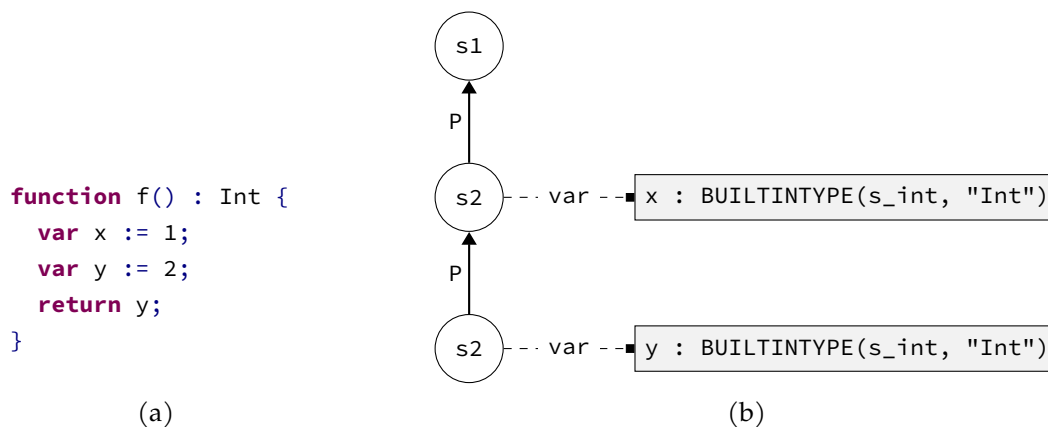 function f() : Int {
var x := 1;
var y := 2;
return y;
}
(a)
s1
P
s2
var
x : BUILTINTYPE(s_int, "Int")
P
s2
var
y : BUILTINTYPE(s_int, "Int")
(b)